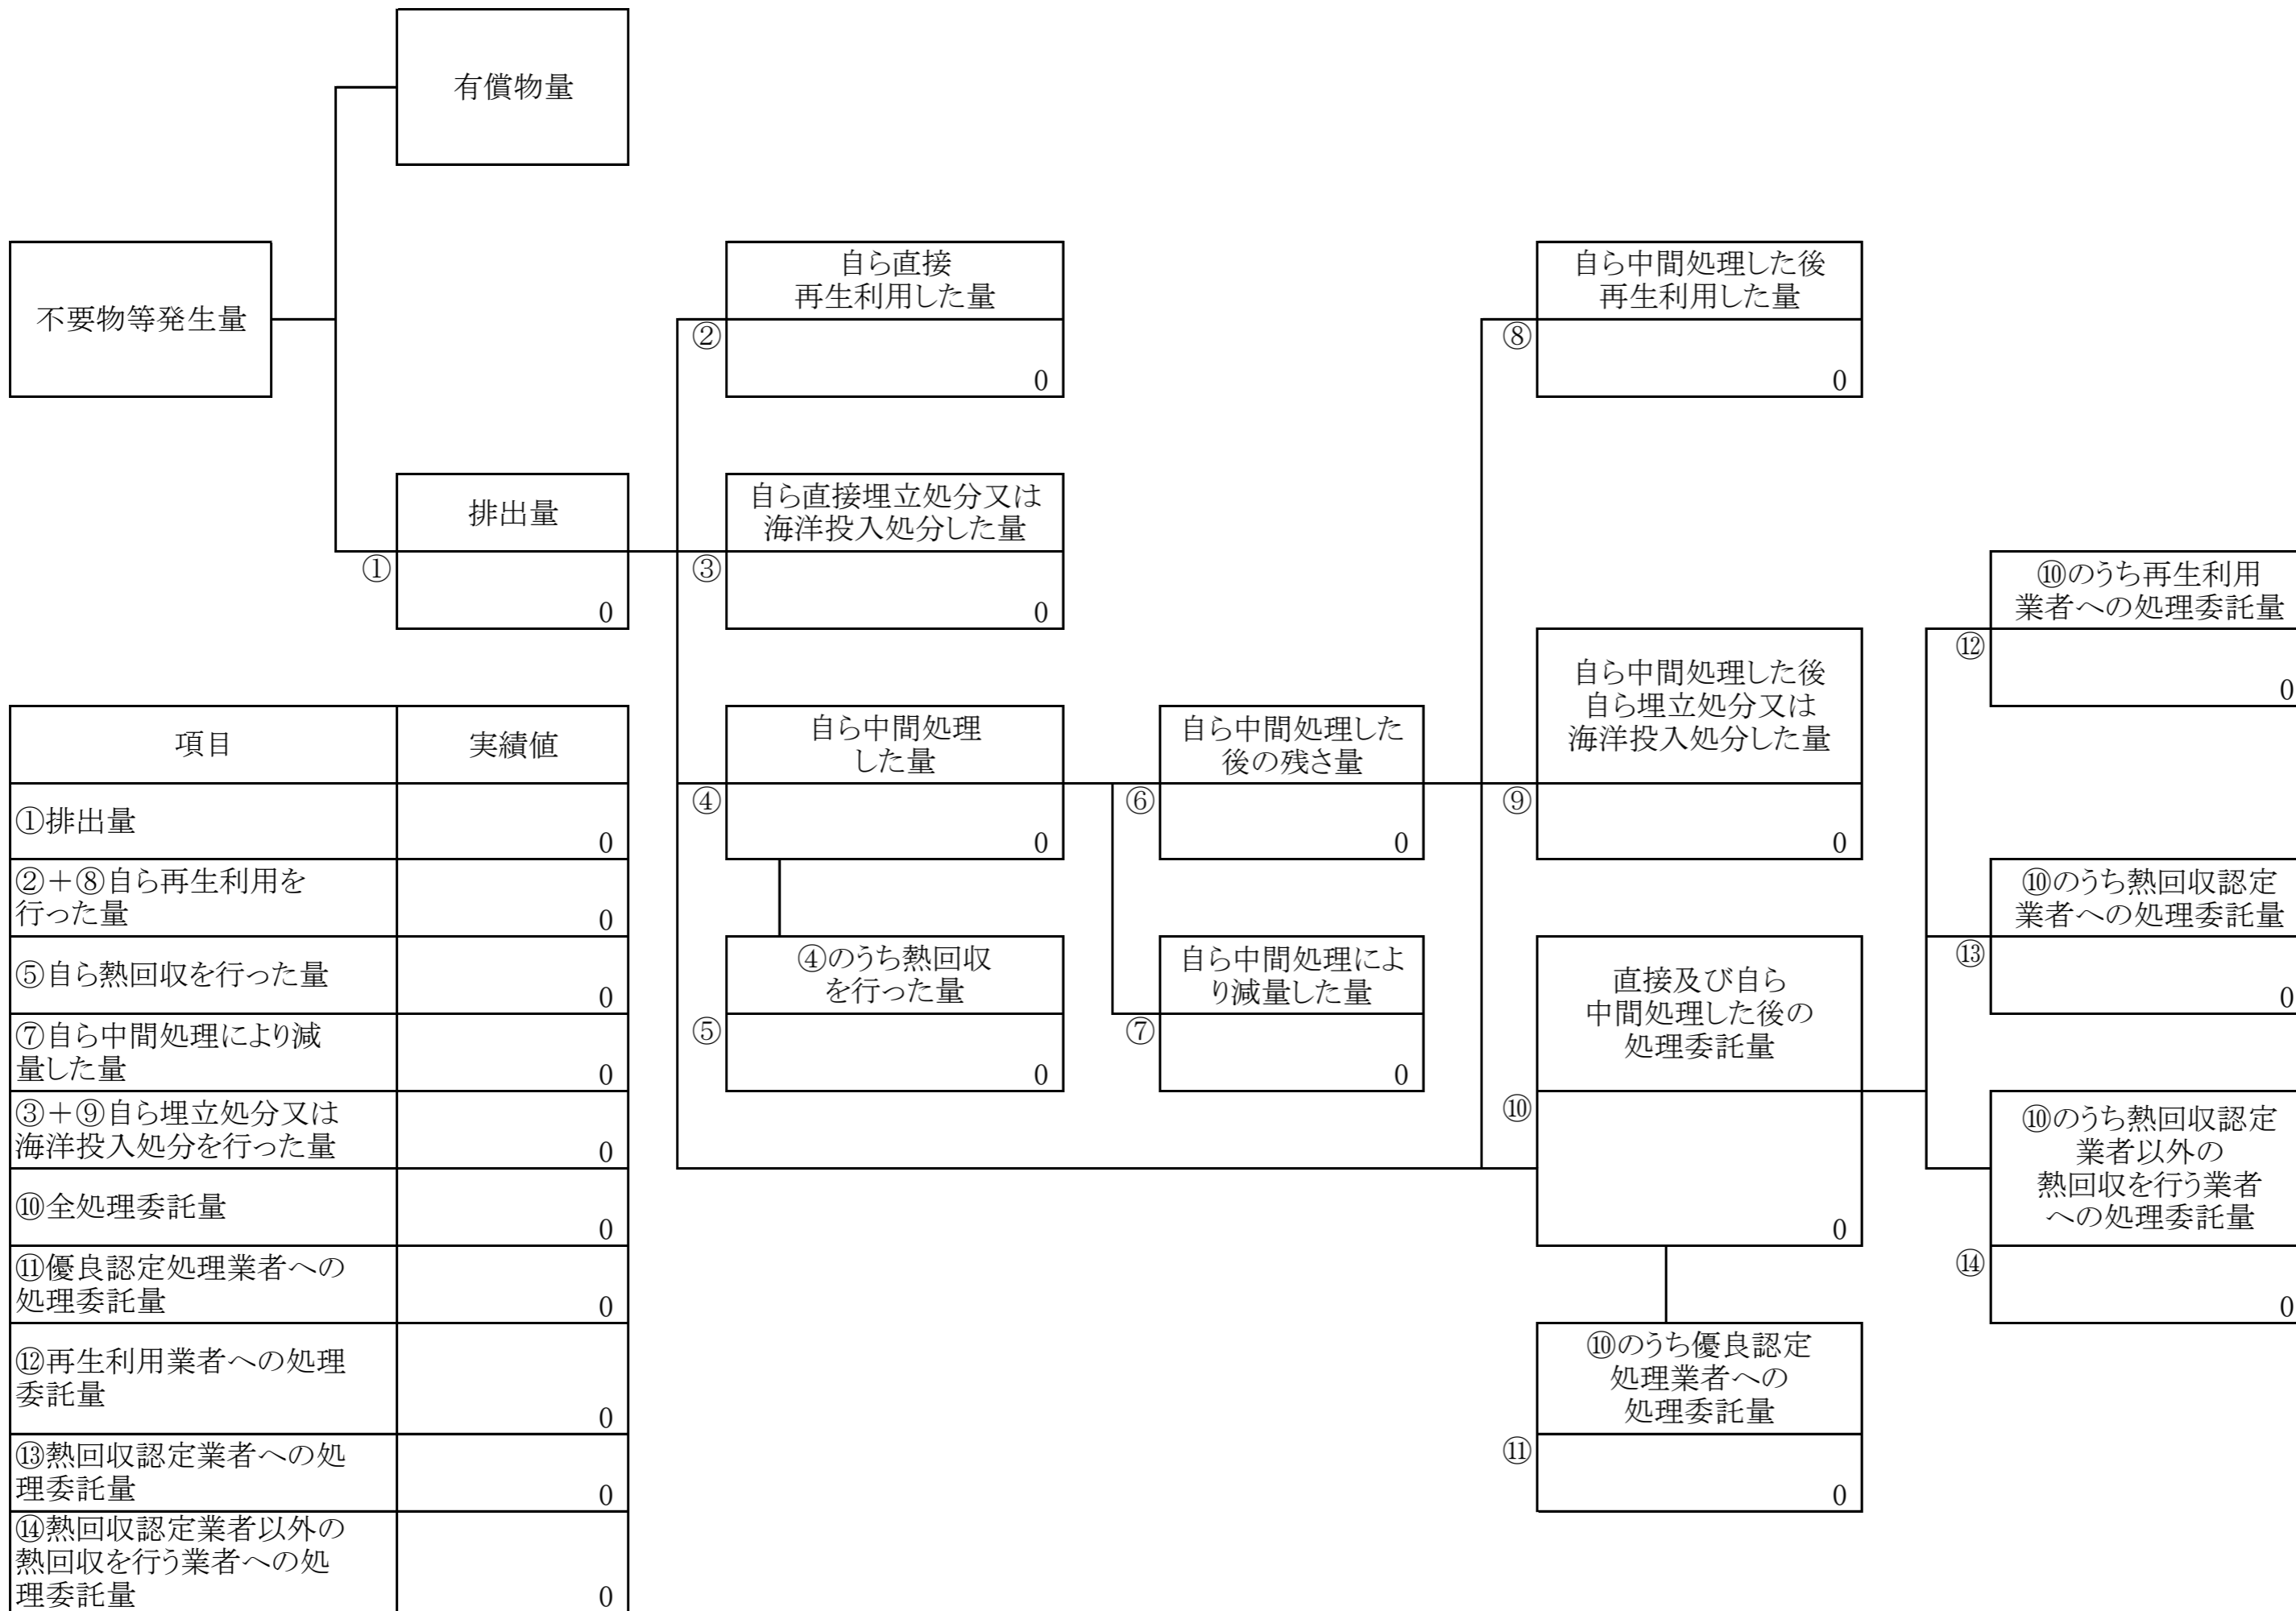 有償物量
不要物等発生量
自ら直接
再生利用した量
②
0
自ら中間処理した後
再生利用した量
⑧
0
排出量
①
0
自ら直接埋立処分又は
海洋投入処分した量
③
0
⑩のうち再生利用
業者への処理委託量
⑫
0
自ら中間処理した後
自ら埋立処分又は
海洋投入処分した量
⑨
0
自ら中間処理
した量
④
0
自ら中間処理した
後の残さ量
⑥
0
⑩のうち熱回収認定
業者への処理委託量
⑬
0
④のうち熱回収
を行った量
⑤
0
自ら中間処理によ
り減量した量
⑦
0
直接及び自ら
中間処理した後の
処理委託量
⑩
0
⑩のうち熱回収認定
業者以外の
熱回収を行う業者
への処理委託量
⑭
0
⑩のうち優良認定
処理業者への
処理委託量
⑪
0
項目 実績値
①排出量
0
②＋⑧自ら再生利用を
行った量
0
⑤自ら熱回収を行った量
0
⑦自ら中間処理により減
量した量
0
③＋⑨自ら埋立処分又は
海洋投入処分を行った量
0
⑩全処理委託量
0
⑪優良認定処理業者への
処理委託量
0
⑫再生利用業者への処理
委託量
0
⑬熱回収認定業者への処
理委託量
0
⑭熱回収認定業者以外の
熱回収を行う業者への処
理委託量
0